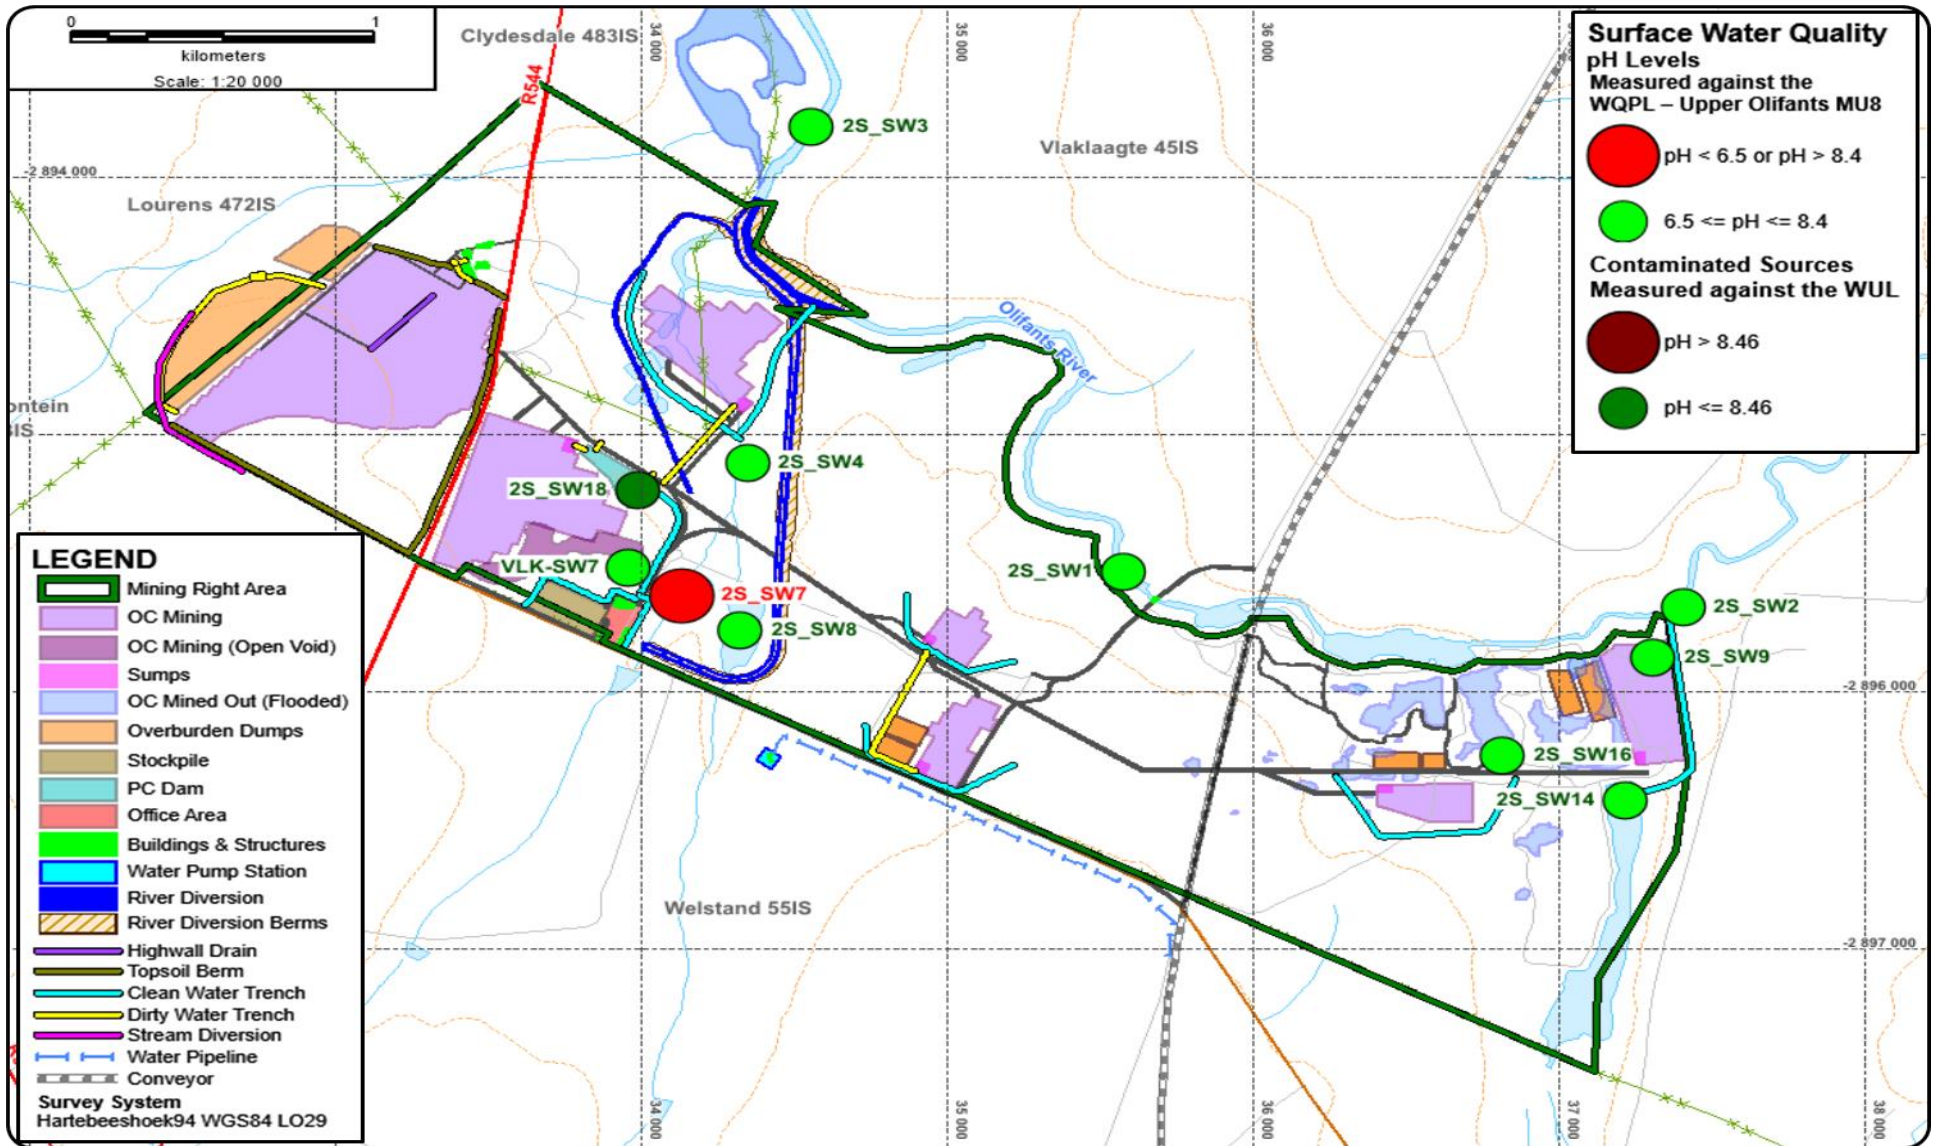 0 1
kilometers
Scale: 1:20 000
Clydesdale 483IS
R544
34 000
35 000
36 000
Surface Water Quality
pH Levels
Measured against the
WQPL – Upper Olifants MU8
pH < 6.5 or pH > 8.4
6.5 <= pH <= 8.4
Contaminated Sources
Measured against the WUL
pH > 8.46
pH <= 8.46
2S_SW3
Vlaklaagte 45IS
-2 894 000
Lourens 472IS
Olifants River
ontein
IS
2S_SW4
2S_SW18
VLK-SW7
2S_SW7
2S_SW8
2S_SW1
2S_SW2
2S_SW9
-2 896 000
2S_SW16
2S_SW14
Welstand 55IS
-2 897 000
34 000
35 000
36 000
37 000
38 000
LEGEND
Mining Right Area
OC Mining
OC Mining (Open Void)
Sumps
OC Mined Out (Flooded)
Overburden Dumps
Stockpile
PC Dam
Office Area
Buildings & Structures
Water Pump Station
River Diversion
River Diversion Berms
Highwall Drain
Topsoil Berm
Clean Water Trench
Dirty Water Trench
Stream Diversion
Water Pipeline
Conveyor
Survey System
Hartebeeshoek94 WGS84 LO29